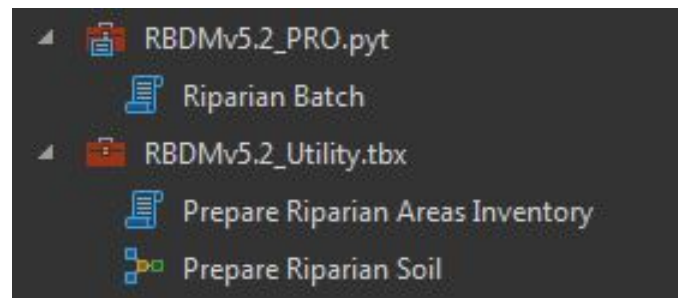 RBDMv5.2_PRO.pyt
Riparian Batch
RBDMv5.2_Utility.tbx
Prepare Riparian Areas Inventory
Prepare Riparian Soil